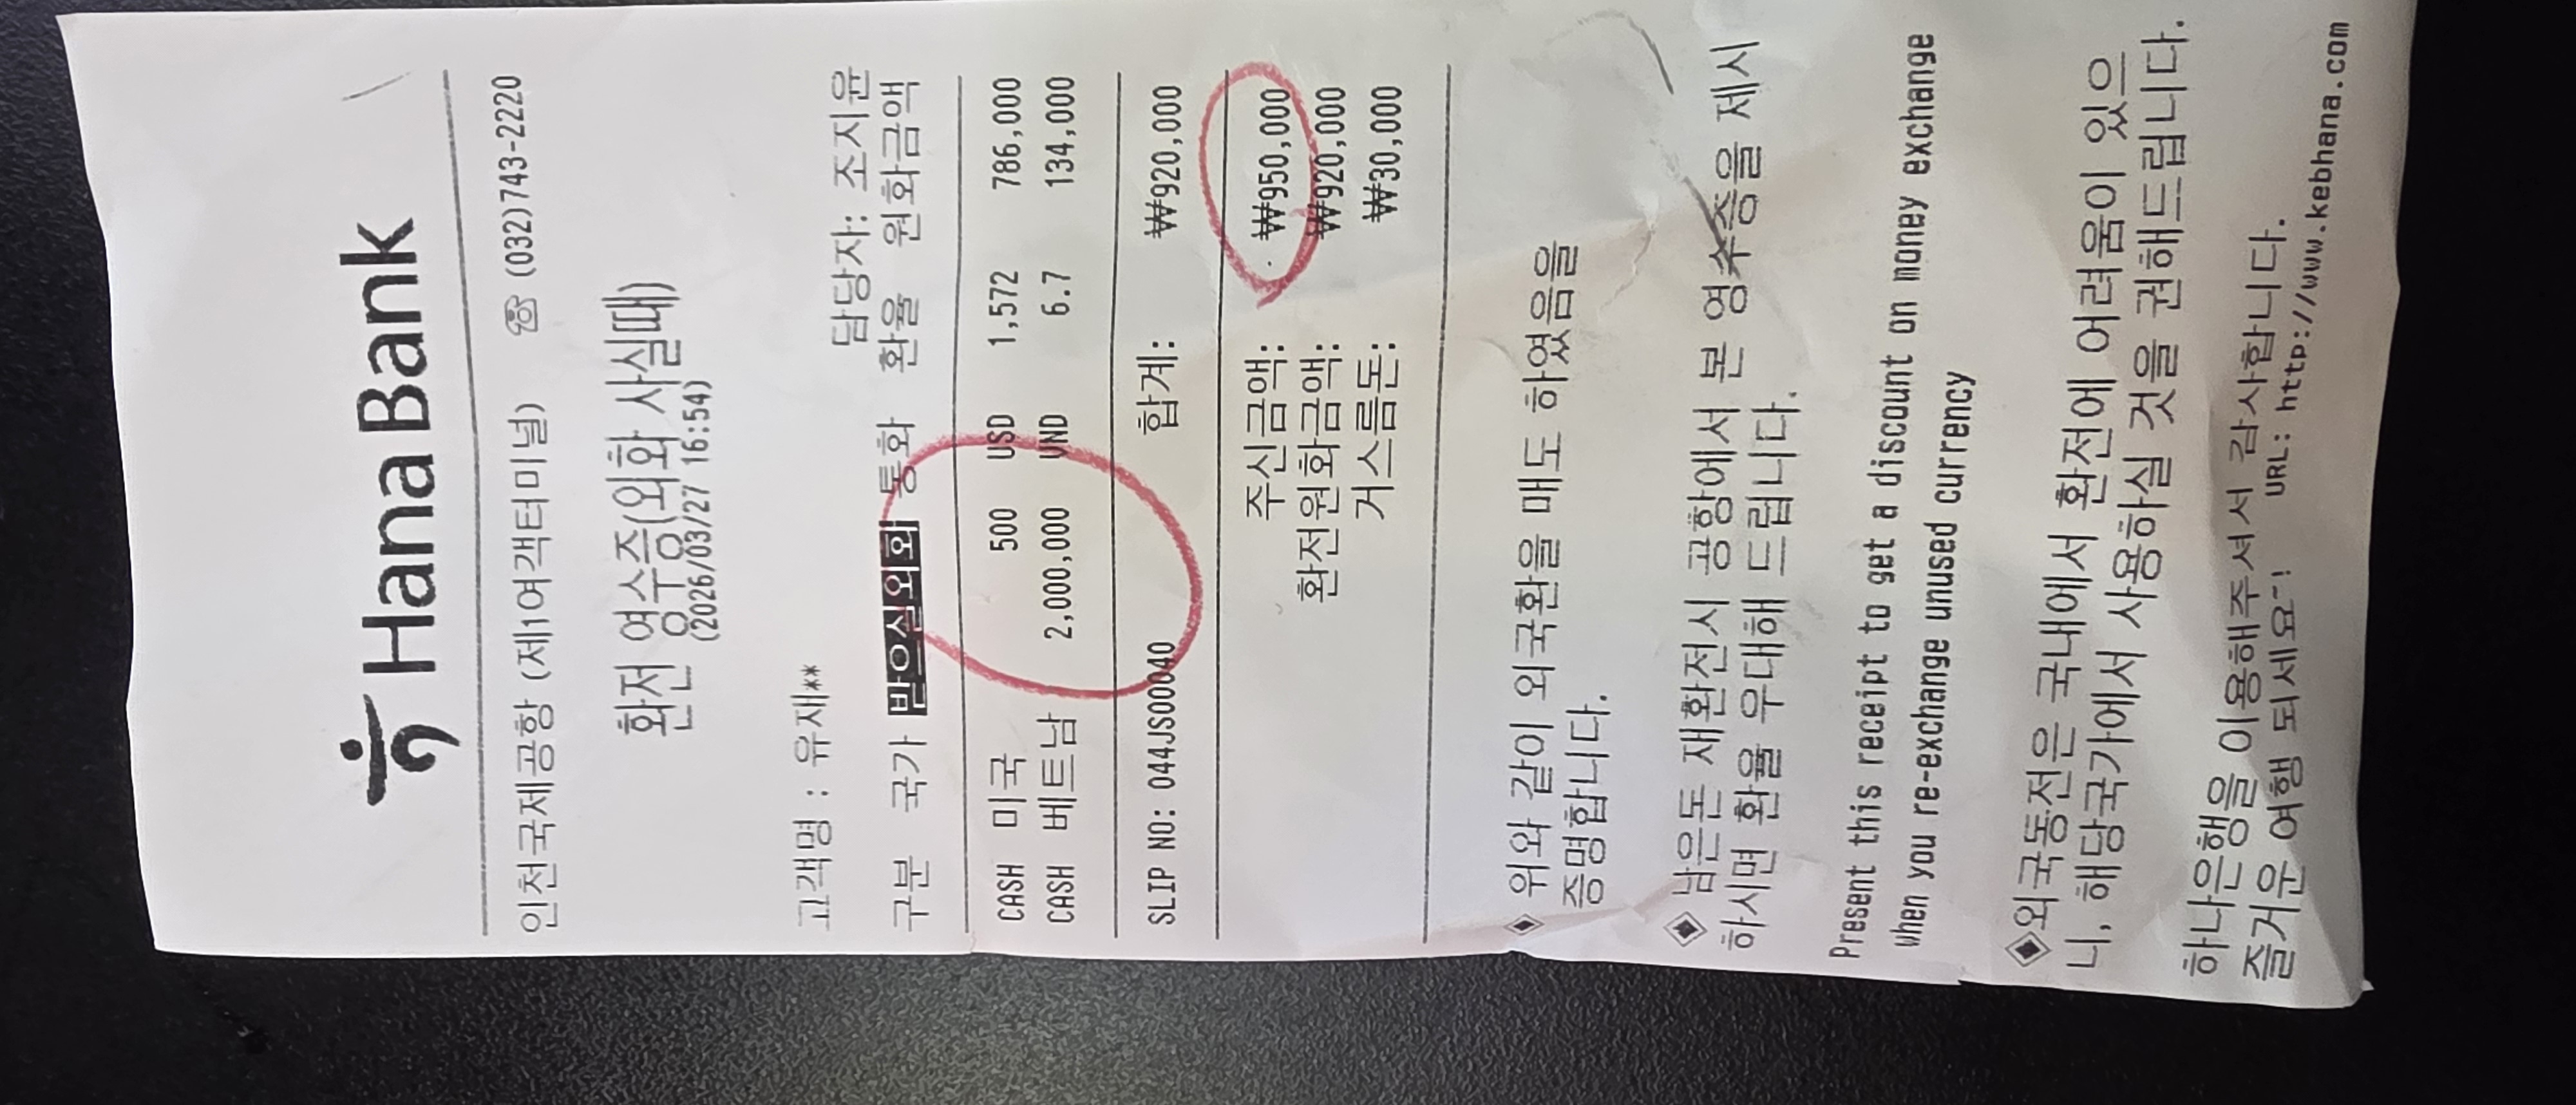 하나Bank
인천국제공항 (제1여객터미널) ☏ (032)743-2220
환전 영수증(외화 사실때)
(2026/03/27 16:54)
담당자: 조지윤
고객명 : 유재**
구분 국가 받으실외화 통화 환율 원화금액
CASH 미국 500 USD 1,572 786,000
CASH 베트남 2,000,000 VND 6.7 134,000
SLIP NO: 044JS00040 합계: ₩920,000
주신금액: ₩950,000
환전원화금액: ₩920,000
거스름돈: ₩30,000
◈ 위와 같이 외국환을 매도 하였음을
증명합니다.
◈ 남은돈 재환전시 공항에서 본 영수증을 제시
하시면 환율 우대해 드립니다.
Present this receipt to get a discount on money exchange
when you re-exchange unused currency
◈외국동전은 국내에서 환전에 어려움이 있으
니, 해당국가에서 사용하실 것을 권해드립니다.
하나은행을 이용해주셔서 감사합니다.
즐거운 여행 되세요~! URL: http://www.kebhana.com